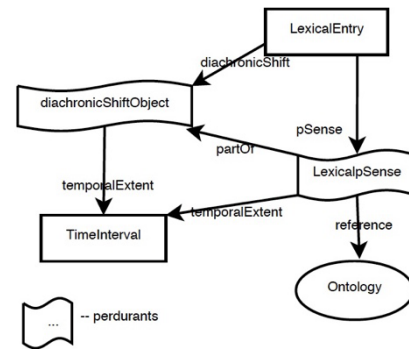 LexicalEntry
diachronicShift
diachronicShiftObject
pSense
partOf
LexicalpSense
temporalExtent
temporalExtent
reference
TimeInterval
Ontology
... -- perdurants